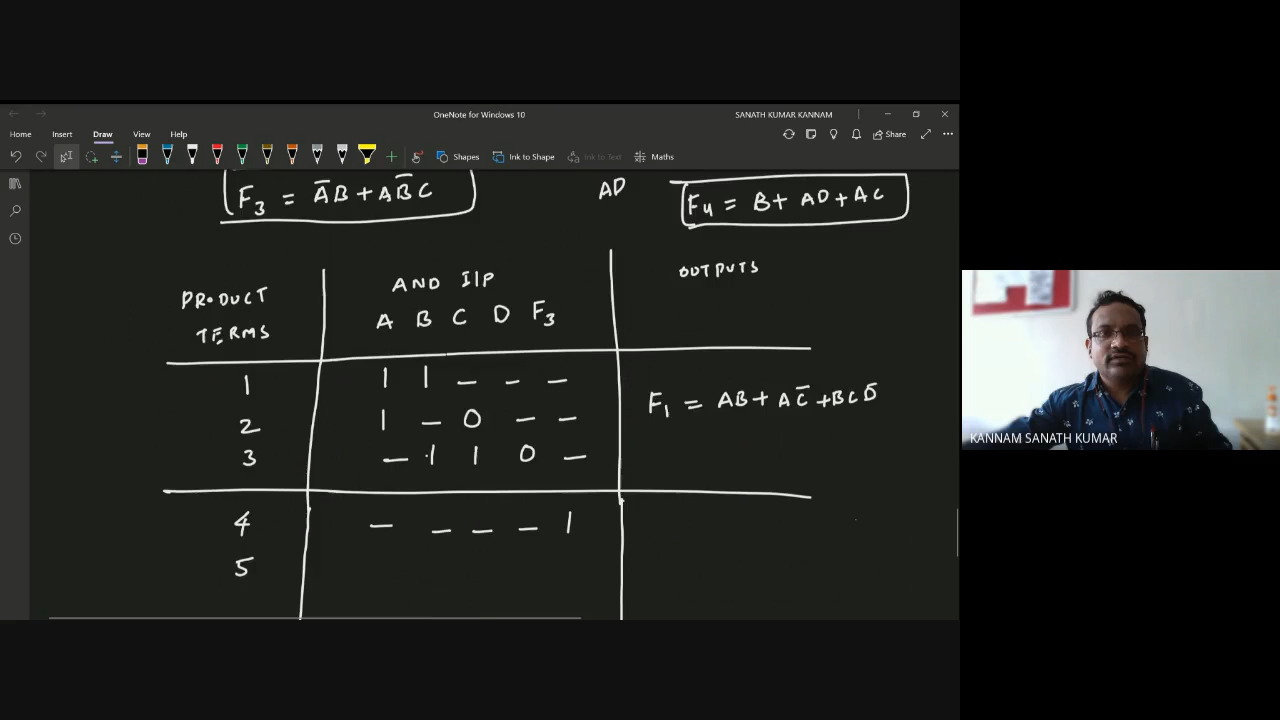 OneNote for Windows 10
SANATH KUMAR KANNAM
Home Insert Draw View Help
Share
Shapes Ink to Shape Ink to Text Maths
F₃ = A̅B + AB̅C
AD
F₄ = B + AD + AC
PRODUCT TERMS
AND I/P
OUTPUTS
A B C D F₃
1 1 1 – – –
2 1 – 0 – –
3 – 1 1 0 –
F₁ = AB + AC̅ + BCD̅
4 – – – – 1
5
KANNAM SANATH KUMAR